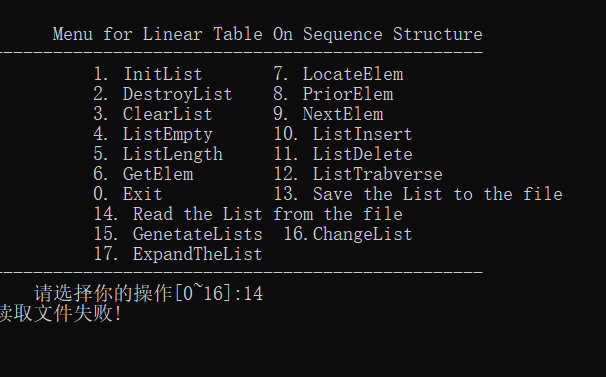 Menu for Linear Table On Sequence Structure
-------------------------------------------------
1. InitList 7. LocateElem
2. DestroyList 8. PriorElem
3. ClearList 9. NextElem
4. ListEmpty 10. ListInsert
5. ListLength 11. ListDelete
6. GetElem 12. ListTrabverse
0. Exit 13. Save the List to the file
14. Read the List from the file
15. GenetateLists 16.ChangeList
17. ExpandTheList
-------------------------------------------------
请选择你的操作[0~16]:14
读取文件失败!